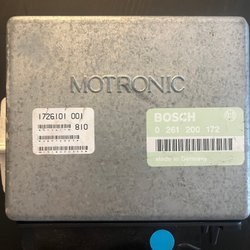 MOTRONIC
1726101 001
810
BOSCH
0 261 200 172
Made in Germany